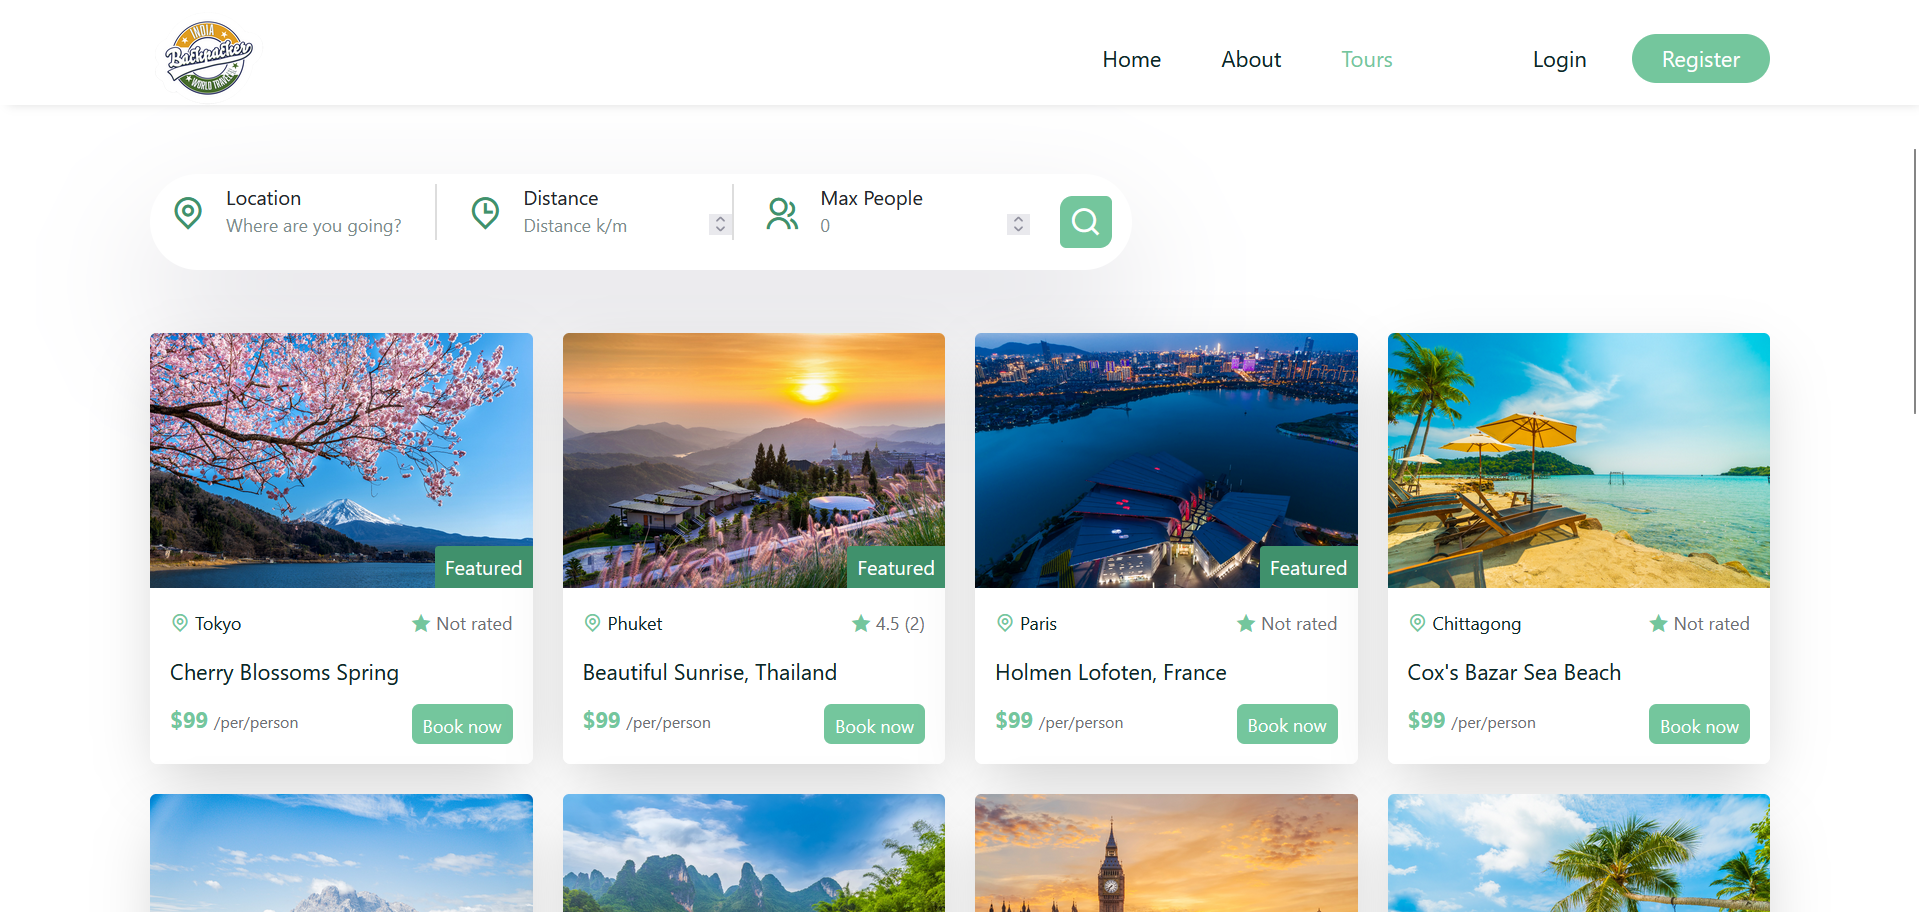 INDIA
Backpacker
WORLD TRAVELER
Home
About
Tours
Login
Register
Location
Where are you going?
Distance
Distance k/m
Max People
0
Featured
Featured
Featured
Tokyo
Not rated
Cherry Blossoms Spring
$99 /per/person
Book now
Phuket
4.5 (2)
Beautiful Sunrise, Thailand
$99 /per/person
Book now
Paris
Not rated
Holmen Lofoten, France
$99 /per/person
Book now
Chittagong
Not rated
Cox's Bazar Sea Beach
$99 /per/person
Book now